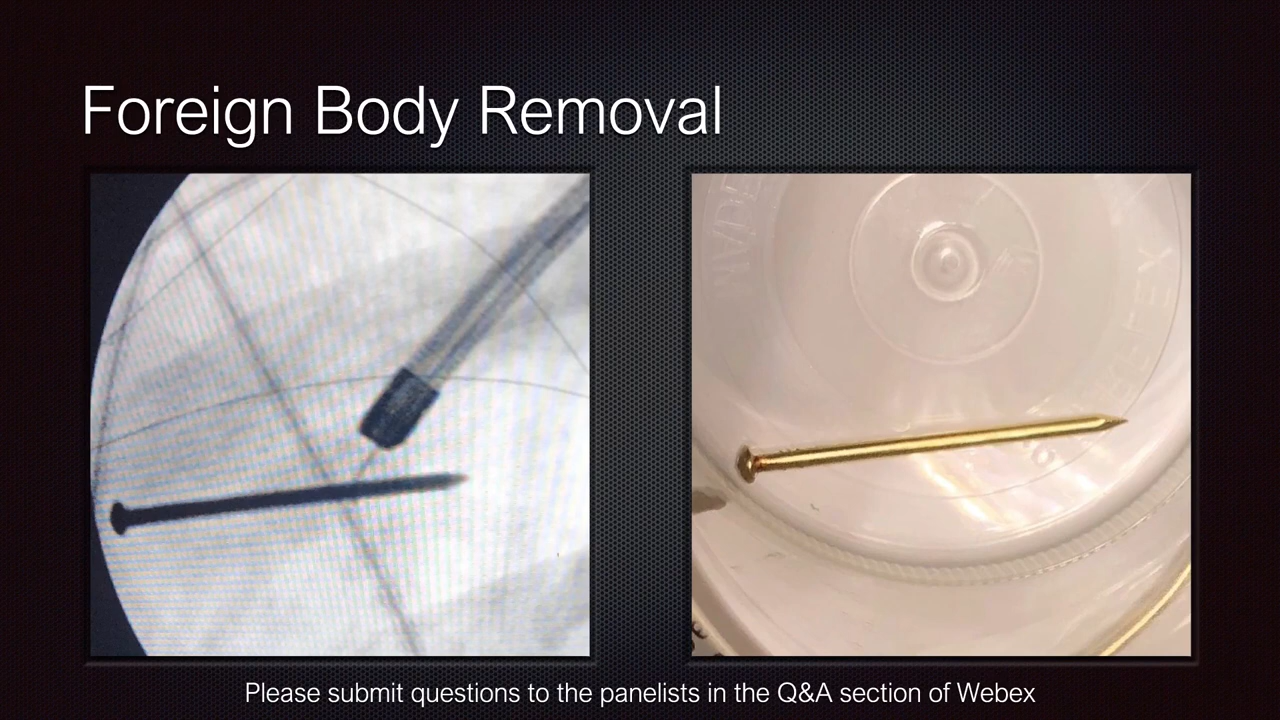 Foreign Body Removal
Please submit questions to the panelists in the Q&A section of Webex